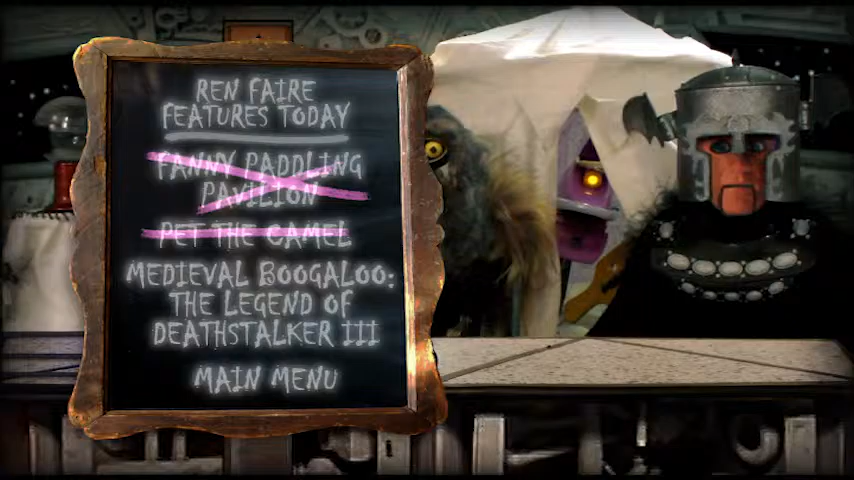 REN FAIRE
FEATURES TODAY
FANNY PADDLING
PAVILION
PET THE CAMEL
MEDIEVAL BOOGALOO:
THE LEGEND OF
DEATHSTALKER III
MAIN MENU